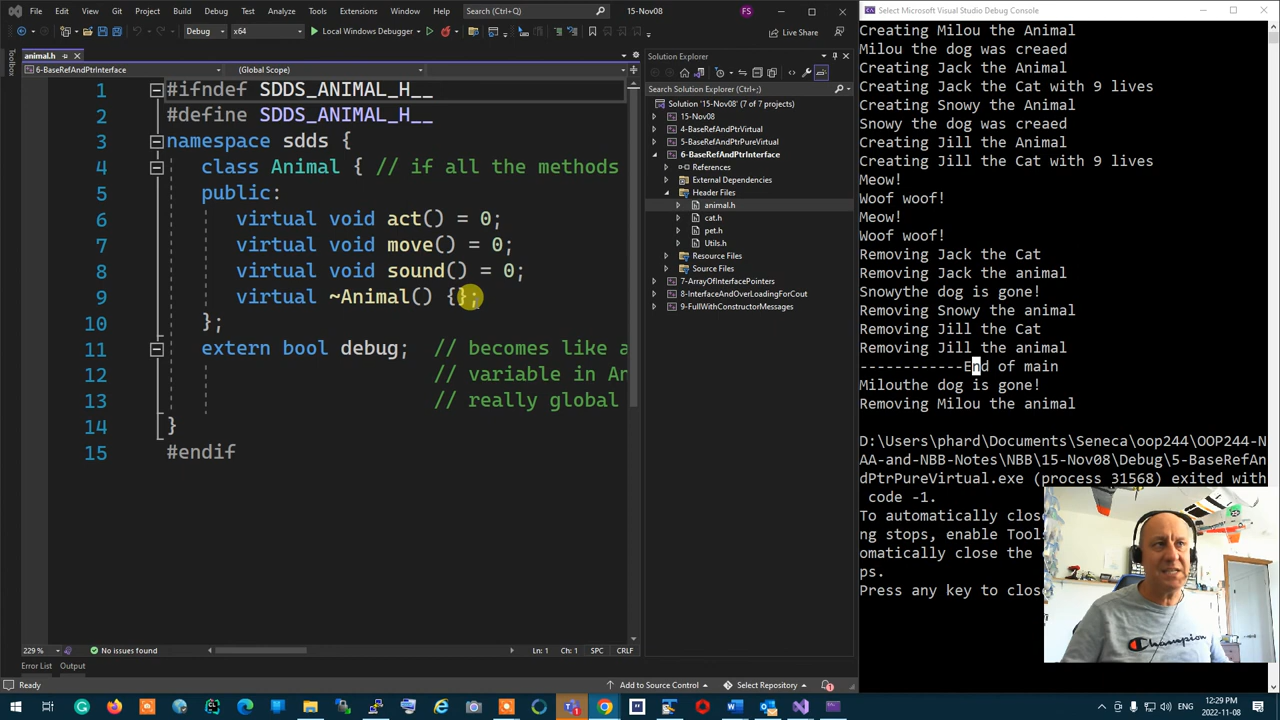 File Edit View Git Project Build Debug Test Analyze
Tools Extensions Window Help Search (Ctrl+Q) 15-Nov08 FS
Debug Local Windows Debugger Live Share
animal.h
6-BaseRefAndPtrInterface (Global Scope)
Toolbox
1 #ifndef SDDS_ANIMAL_H__
2 #define SDDS_ANIMAL_H__
3 namespace sdds {
4 class Animal { // if all the methods
5 public:
6 virtual void act() = 0;
7 virtual void move() = 0;
8 virtual void sound() = 0;
9 virtual ~Animal() {};
10 };
11 extern bool debug; // becomes like a
12 // variable in An
13 // really global
14 }
15 #endif
229 % No issues found Ln: 1 Ch: 1 SPC CRLF
Error List Output
Solution Explorer
Search Solution Explorer (Ctrl+;)
Solution '15-Nov08' (7 of 7 projects)
15-Nov08
4-BaseRefAndPtrVirtual
5-BaseRefAndPtrPureVirtual
6-BaseRefAndPtrInterface
References
External Dependencies
Header Files
animal.h
cat.h
pet.h
Utils.h
Resource Files
Source Files
7-ArrayOfInterfacePointers
8-InterfaceAndOverLoadingForCout
9-FullWithConstructorMessages
Ready Add to Source Control Select Repository
Select Microsoft Visual Studio Debug Console
Creating Milou the Animal
Milou the dog was creaed
Creating Jack the Animal
Creating Jack the Cat with 9 lives
Creating Snowy the Animal
Snowy the dog was creaed
Creating Jill the Animal
Creating Jill the Cat with 9 lives
Meow!
Woof woof!
Meow!
Woof woof!
Removing Jack the Cat
Removing Jack the animal
Snowythe dog is gone!
Removing Snowy the animal
Removing Jill the Cat
Removing Jill the animal
------------End of main
Milouthe dog is gone!
Removing Milou the animal
D:\Users\phard\Documents\Seneca\oop244\OOP244-N
AA-and-NBB-Notes\NBB\15-Nov08\Debug\5-BaseRefAn
dPtrPureVirtual.exe (process 31568) exited with
code -1.
To automatically clos
ng stops, enable Tool
omatically close the
ps.
Press any key to clos
Champion
ENG 12:29 PM
2022-11-08